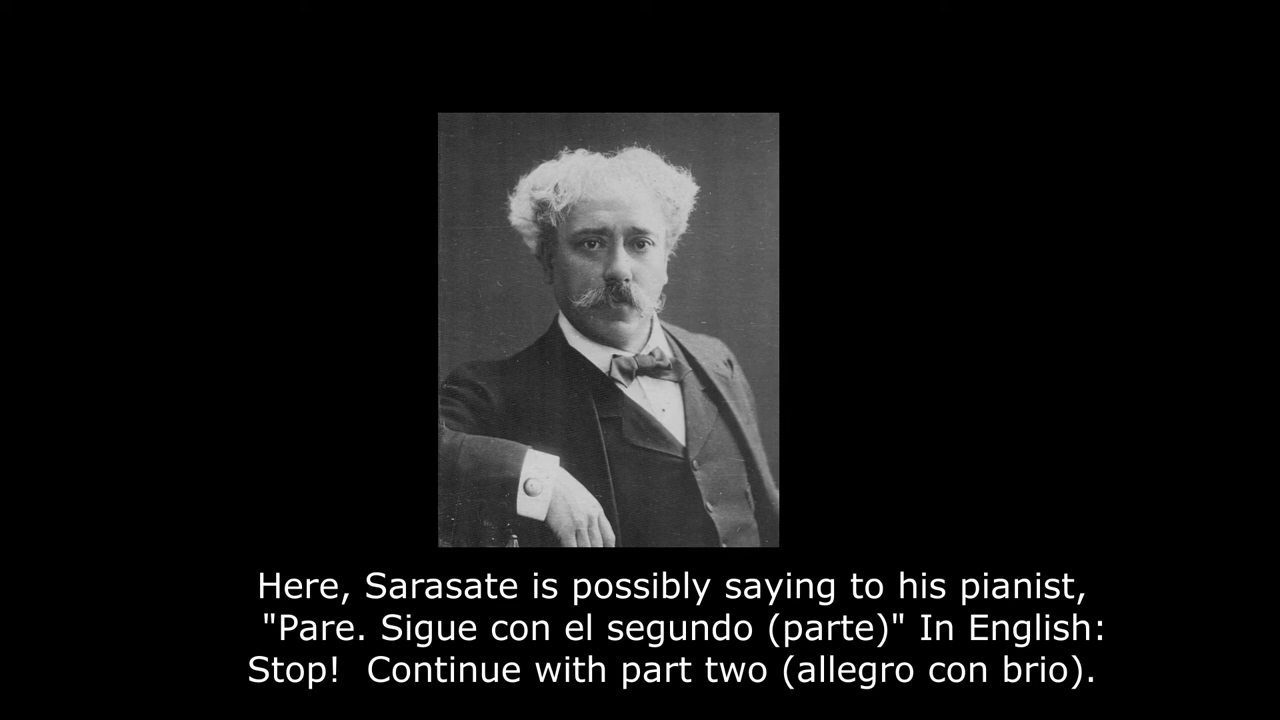 Here, Sarasate is possibly saying to his pianist,
"Pare. Sigue con el segundo (parte)" In English:
Stop!  Continue with part two (allegro con brio).